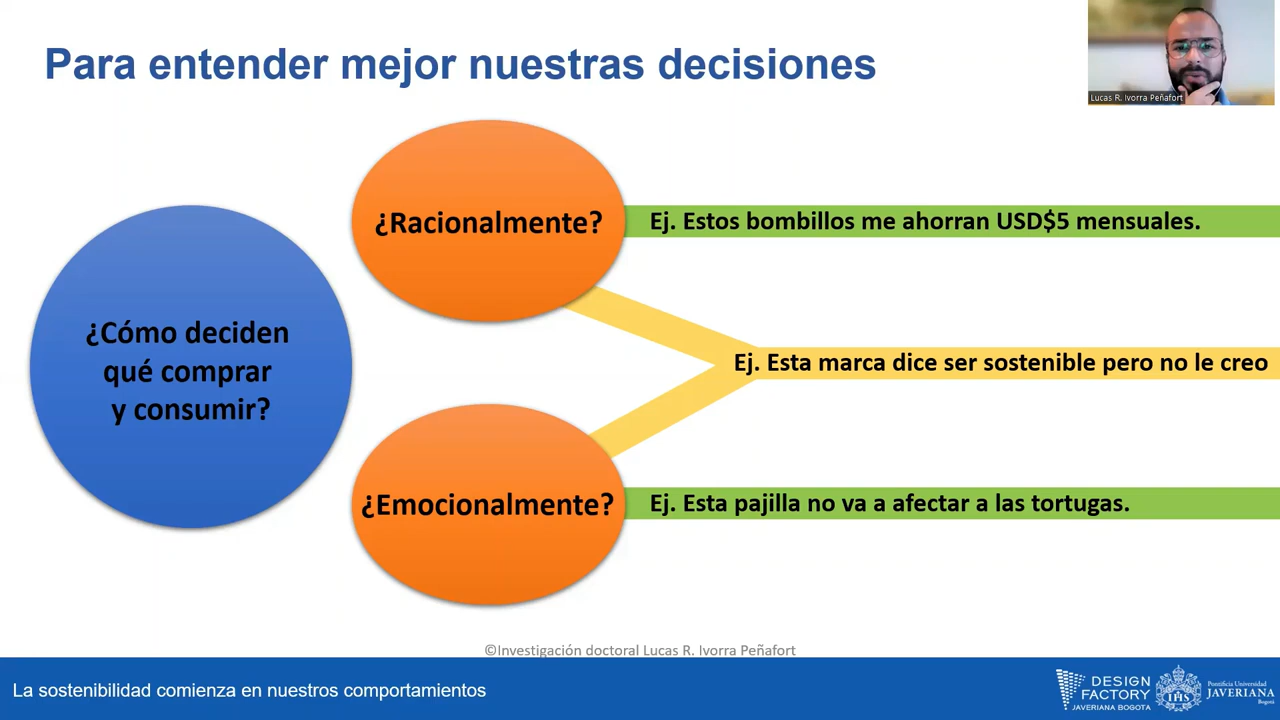 Para entender mejor nuestras decisiones
Lucas R. Ivorra Peñafort
¿Cómo deciden
qué comprar
y consumir?
¿Racionalmente?
Ej. Estos bombillos me ahorran USD$5 mensuales.
Ej. Esta marca dice ser sostenible pero no le creo
¿Emocionalmente?
Ej. Esta pajilla no va a afectar a las tortugas.
©Investigación doctoral Lucas R. Ivorra Peñafort
La sostenibilidad comienza en nuestros comportamientos
DESIGN
FACTORY
JAVERIANA BOGOTA
IHS
Pontificia Universidad
JAVERIANA
Bogotá